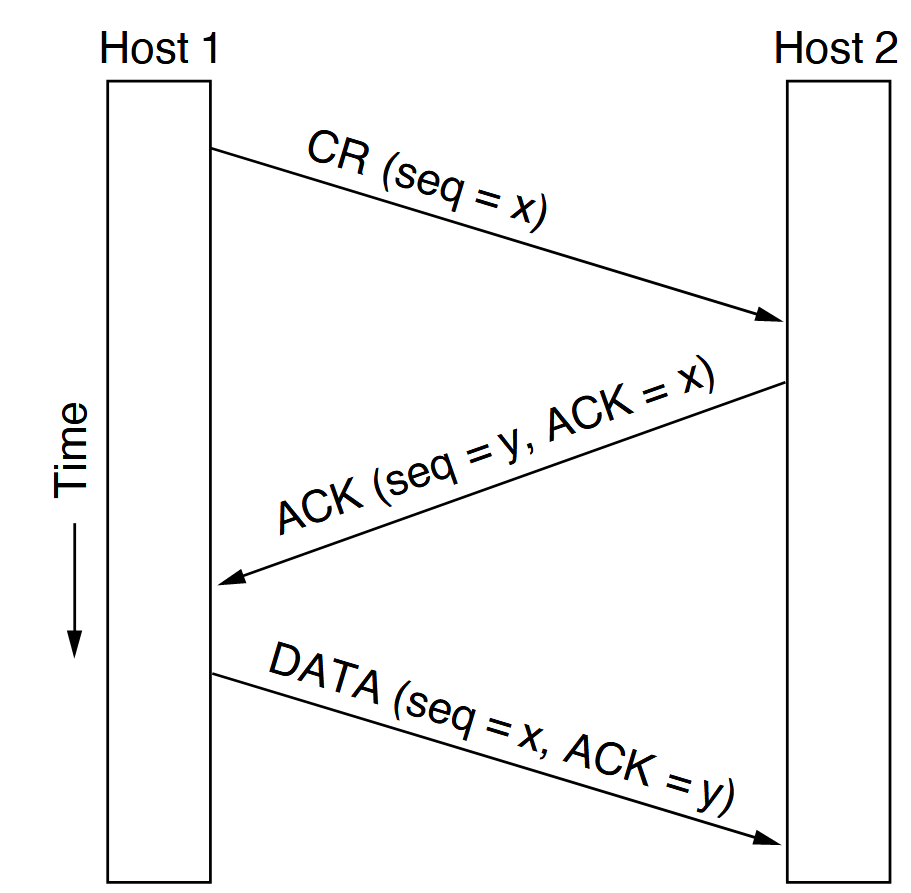 Host 1
Host 2
CR (seq = x)
ACK (seq = y, ACK = x)
Time
DATA (seq = x, ACK = y)